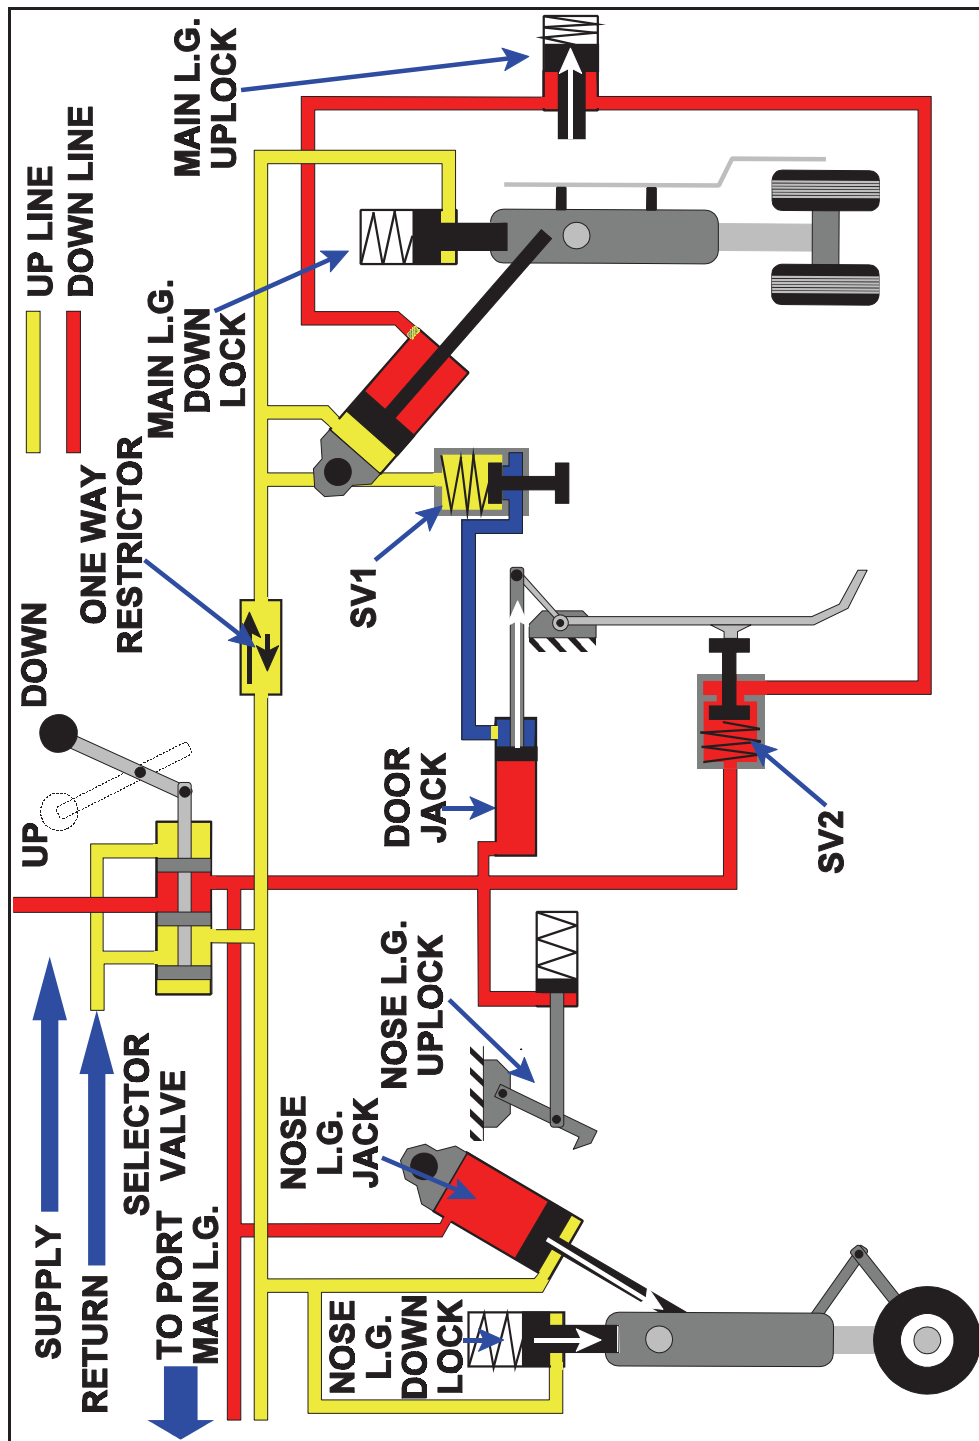 SUPPLY
RETURN
TO PORT
MAIN L.G.
SELECTOR
VALVE
UP
DOWN
ONE WAY
RESTRICTOR
UP LINE
DOWN LINE
MAIN L.G.
UPLOCK
MAIN L.G.
DOWN
LOCK
SV1
DOOR
JACK
SV2
NOSE L.G.
UPLOCK
NOSE
L.G.
JACK
NOSE
L.G.
DOWN
LOCK